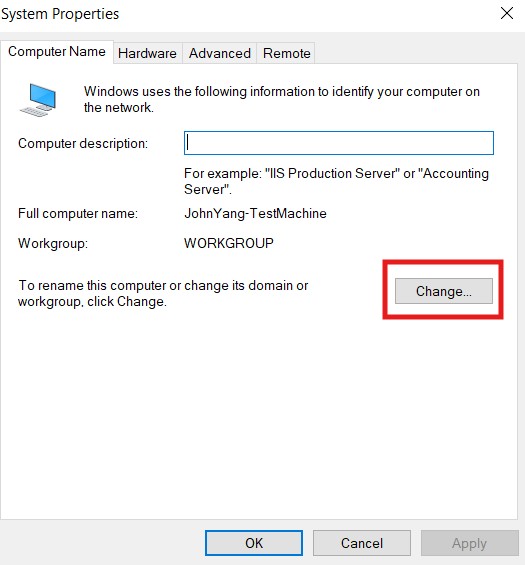 System Properties
Computer Name Hardware Advanced Remote
Windows uses the following information to identify your computer on
the network.
Computer description:
For example: "IIS Production Server" or "Accounting
Server".
Full computer name: JohnYang-TestMachine
Workgroup: WORKGROUP
To rename this computer or change its domain or
workgroup, click Change.
Change...
OK Cancel Apply